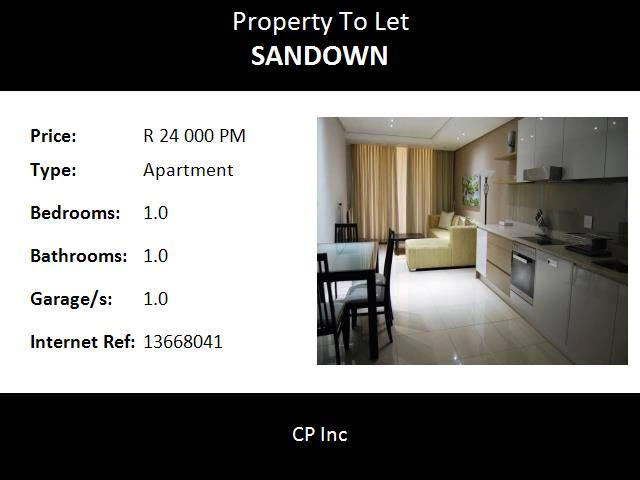 Property To Let
SANDOWN
Price: R 24 000 PM
Type: Apartment
Bedrooms: 1.0
Bathrooms: 1.0
Garage/s: 1.0
Internet Ref: 13668041
CP Inc